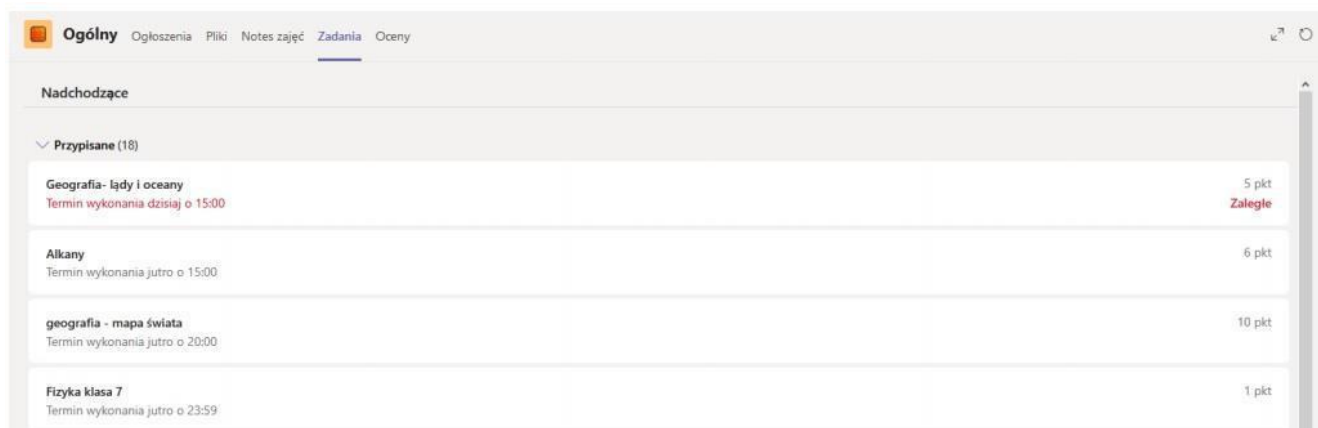 Ogólny Ogłoszenia Pliki Notes zajęć Zadania Oceny
Nadchodzące
Przypisane (18)
Geografia- lądy i oceany 5 pkt
Termin wykonania dzisiaj o 15:00 Zaległe
Alkany 6 pkt
Termin wykonania jutro o 15:00
geografia - mapa świata 10 pkt
Termin wykonania jutro o 20:00
Fizyka klasa 7 1 pkt
Termin wykonania jutro o 23:59